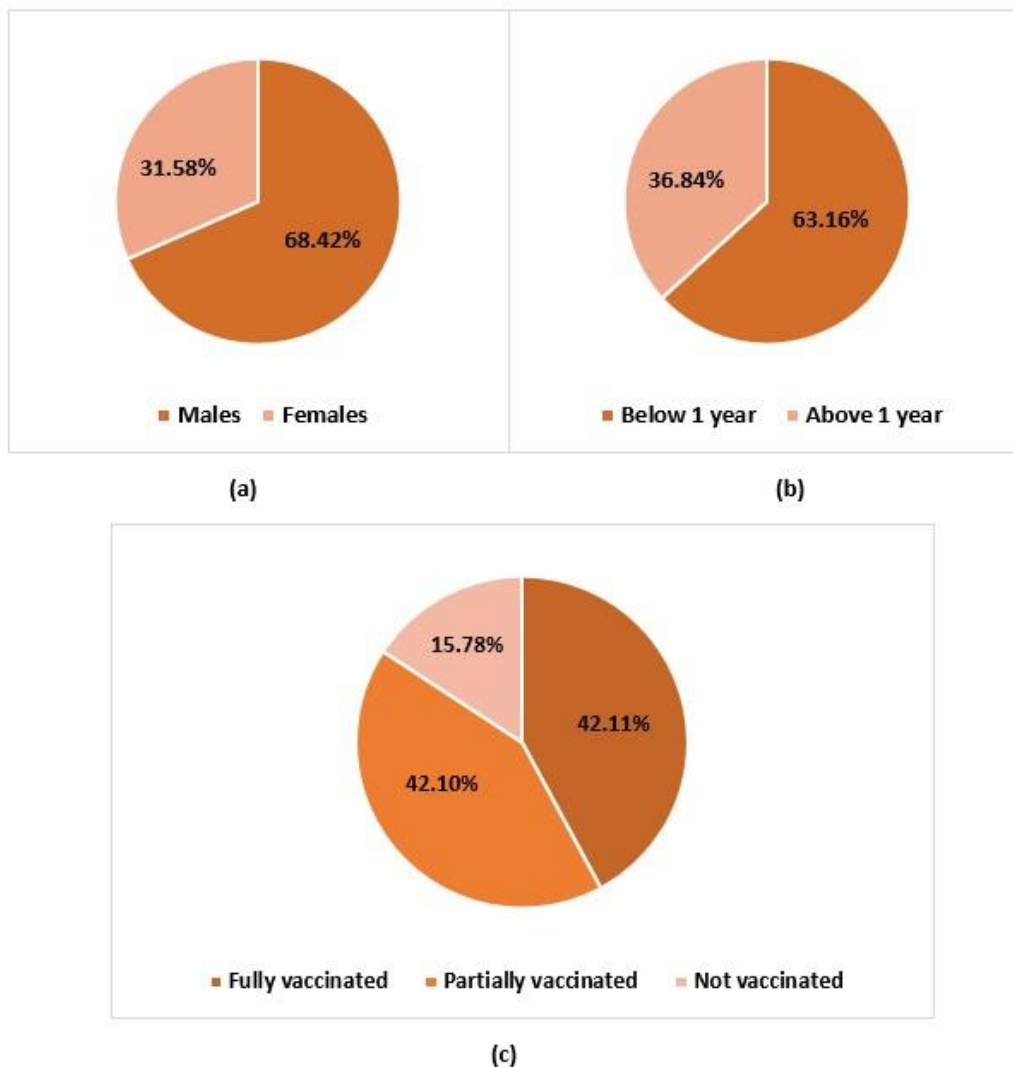 31.58%
68.42%
Males Females
(a)
36.84%
63.16%
Below 1 year Above 1 year
(b)
15.78%
42.11%
42.10%
Fully vaccinated Partially vaccinated Not vaccinated
(c)